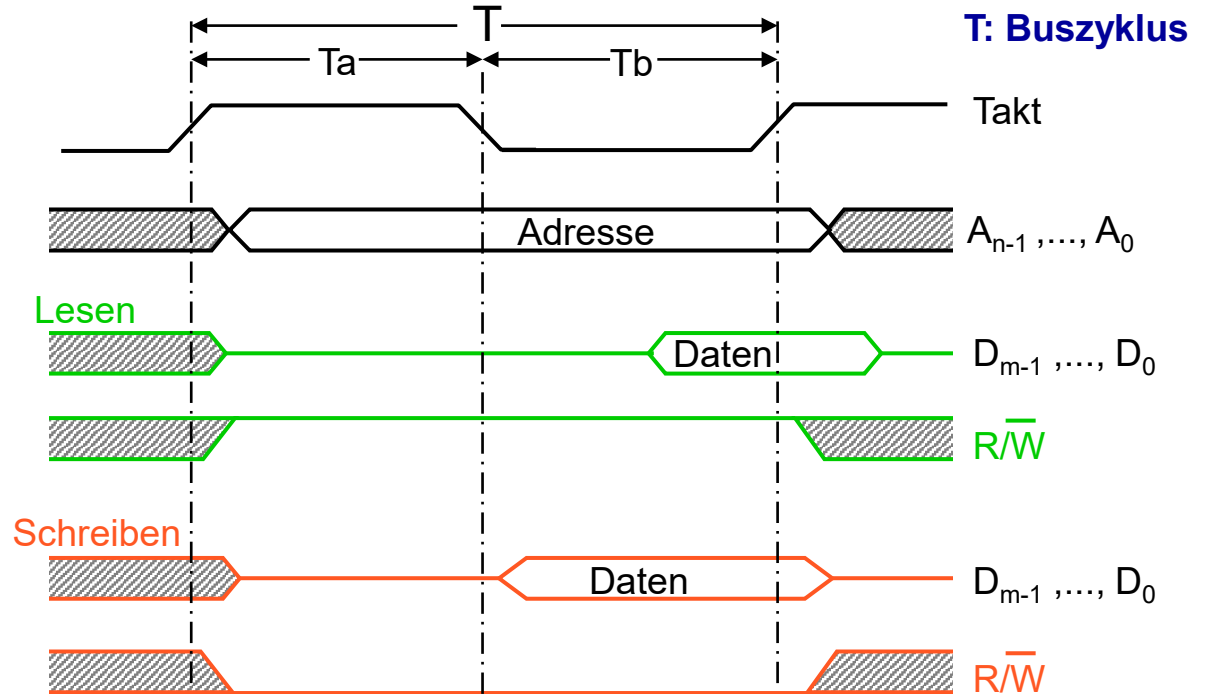 T
T: Buszyklus
Ta Tb
Takt
Adresse
Aₙ₋₁ ,..., A₀
Lesen
Daten
Dₘ₋₁ ,..., D₀
R/W̅
Schreiben
Daten
Dₘ₋₁ ,..., D₀
R/W̅